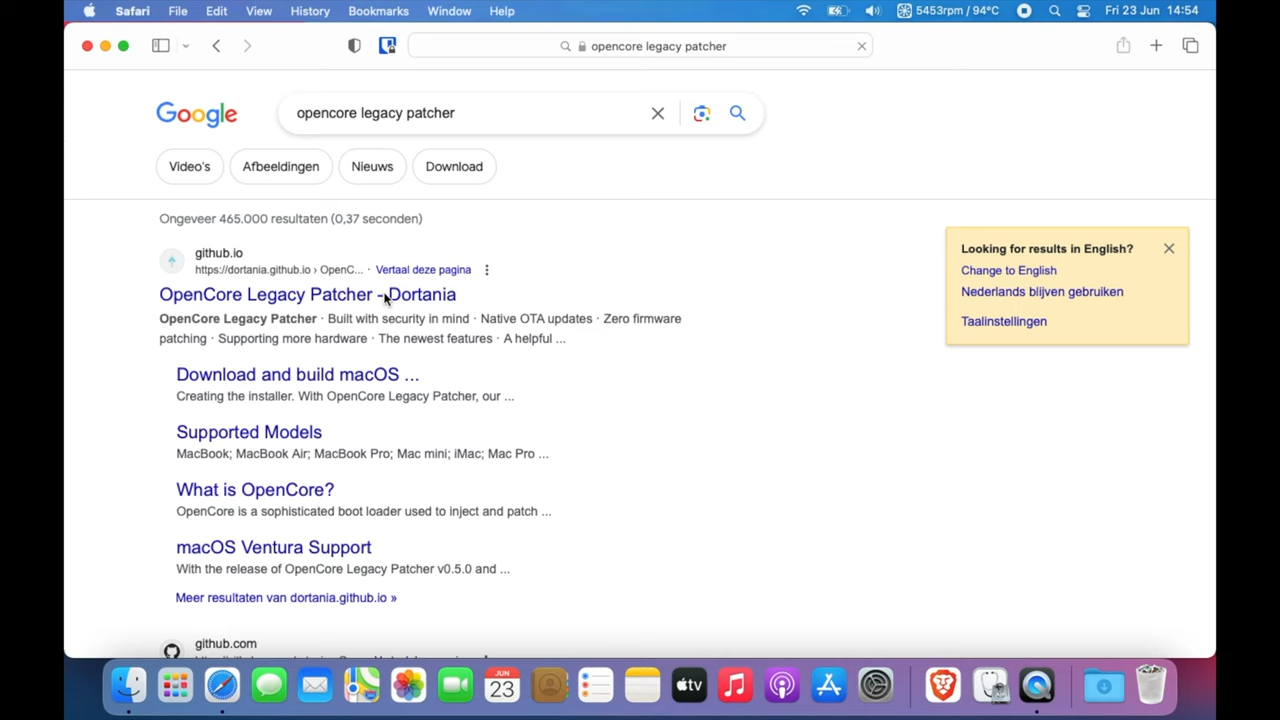 Safari File Edit View History Bookmarks Window Help 5453rpm / 94°C Fri 23 Jun 14:54
opencore legacy patcher
Google opencore legacy patcher
Video's Afbeeldingen Nieuws Download
Ongeveer 465.000 resultaten (0,37 seconden)
github.io
https://dortania.github.io › OpenC... · Vertaal deze pagina
OpenCore Legacy Patcher - Dortania
OpenCore Legacy Patcher · Built with security in mind · Native OTA updates · Zero firmware
patching · Supporting more hardware · The newest features · A helpful ...
Download and build macOS ...
Creating the installer. With OpenCore Legacy Patcher, our ...
Supported Models
MacBook; MacBook Air; MacBook Pro; Mac mini; iMac; Mac Pro ...
What is OpenCore?
OpenCore is a sophisticated boot loader used to inject and patch ...
macOS Ventura Support
With the release of OpenCore Legacy Patcher v0.5.0 and ...
Meer resultaten van dortania.github.io »
github.com
Looking for results in English?
Change to English
Nederlands blijven gebruiken
Taalinstellingen
JUN
23
tv